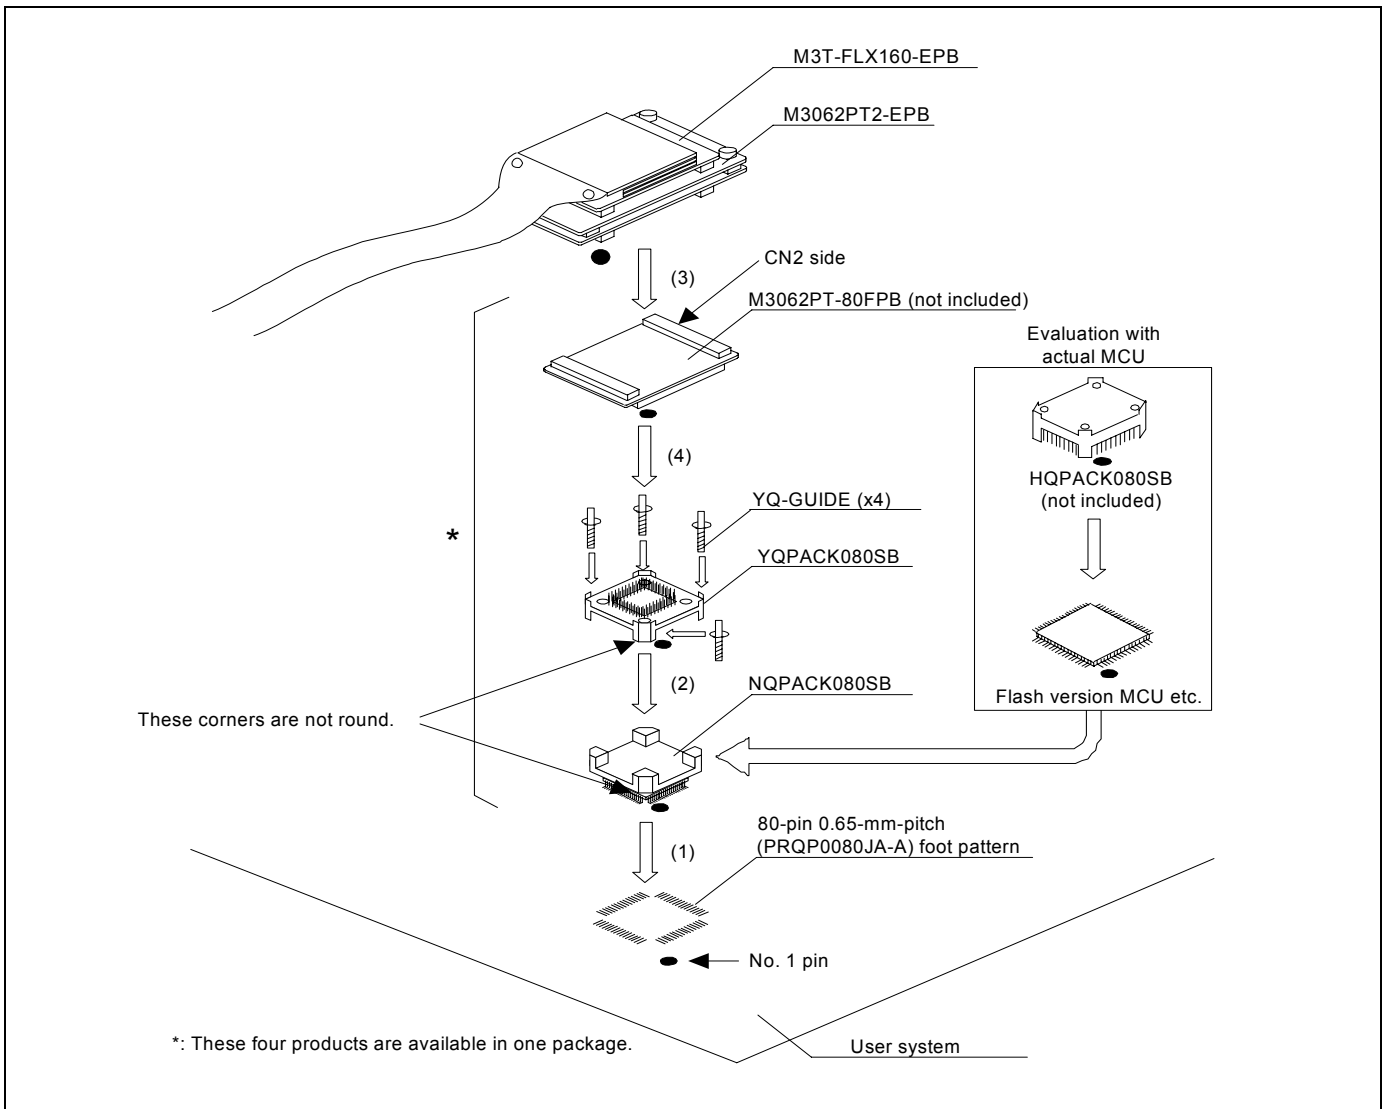 M3T-FLX160-EPB
M3062PT2-EPB
CN2 side
(3)
M3062PT-80FPB (not included)
Evaluation with
actual MCU
(4)
HQPACK080SB
(not included)
YQ-GUIDE (x4)
*
YQPACK080SB
(2)
NQPACK080SB
Flash version MCU etc.
These corners are not round.
80-pin 0.65-mm-pitch
(PRQP0080JA-A) foot pattern
(1)
No. 1 pin
*: These four products are available in one package.
User system